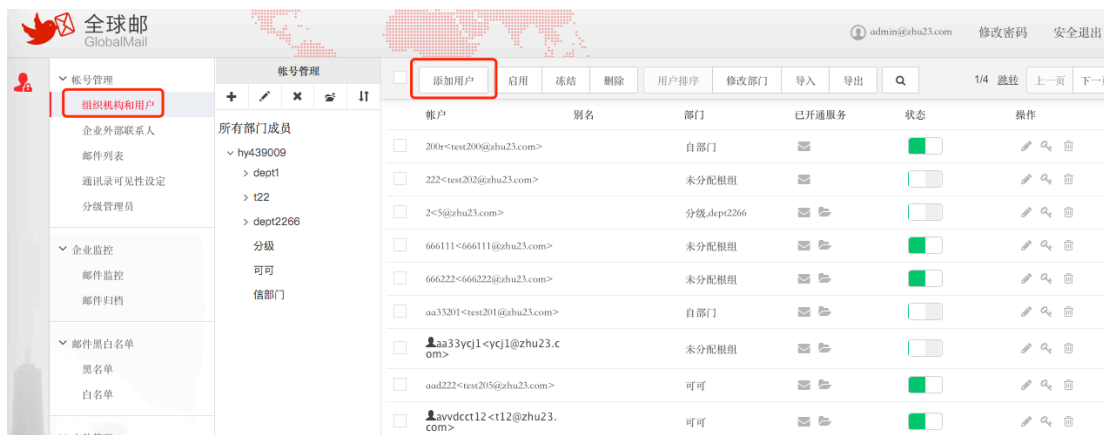 全球邮
GlobalMail
admin@zhu23.com 修改密码 安全退出
帐号管理
组织机构和用户
企业外部联系人
邮件列表
通讯录可见性设定
分级管理员
企业监控
邮件监控
邮件归档
邮件黑白名单
黑名单
白名单
帐号管理
所有部门成员
hy439009
dept1
t22
dept2266
分级
可可
信部门
添加用户 启用 冻结 删除 用户排序 修改部门 导入 导出 1/4 跳转 上一页 下一
帐户 别名 部门 已开通服务 状态 操作
200r<test200@zhu23.com> 自部门
222<test202@zhu23.com> 未分配根组
2<5@zhu23.com> 分级,dept2266
666111<666111@zhu23.com> 未分配根组
666222<666222@zhu23.com> 未分配根组
aa33201<test201@zhu23.com> 自部门
aa33ycj1<ycj1@zhu23.c
om> 未分配根组
aad222<test205@zhu23.com> 可可
avvdcct12<t12@zhu23.
com> 可可